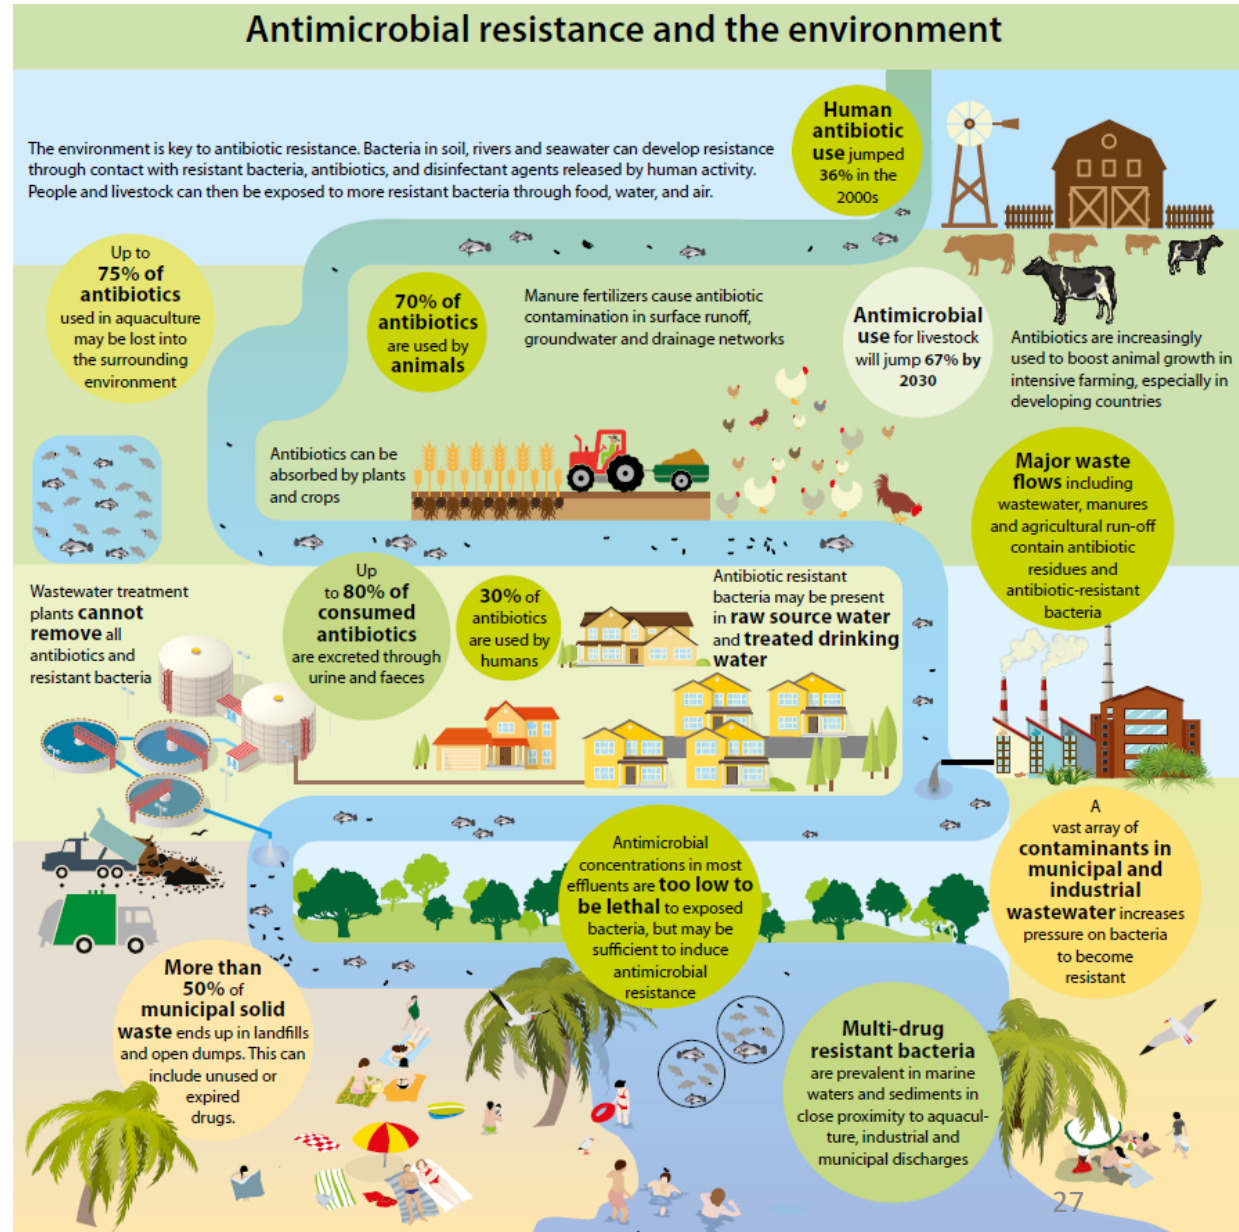 Antimicrobial resistance and the environment
The environment is key to antibiotic resistance. Bacteria in soil, rivers and seawater can develop resistance
through contact with resistant bacteria, antibiotics, and disinfectant agents released by human activity.
People and livestock can then be exposed to more resistant bacteria through food, water, and air.
Human
antibiotic
use jumped
36% in the
2000s
Up to
75% of
antibiotics
used in aquaculture
may be lost into
the surrounding
environment
70% of
antibiotics
are used by
animals
Manure fertilizers cause antibiotic
contamination in surface runoff,
groundwater and drainage networks
Antimicrobial
use for livestock
will jump 67% by
2030
Antibiotics are increasingly
used to boost animal growth in
intensive farming, especially in
developing countries
Antibiotics can be
absorbed by plants
and crops
Major waste
flows including
wastewater, manures
and agricultural run-off
contain antibiotic
residues and
antibiotic-resistant
bacteria
Wastewater treatment
plants cannot
remove all
antibiotics and
resistant bacteria
Up
to 80% of
consumed
antibiotics
are excreted through
urine and faeces
30% of
antibiotics
are used by
humans
Antibiotic resistant
bacteria may be present
in raw source water
and treated drinking
water
Antimicrobial
concentrations in most
effluents are too low to
be lethal to exposed
bacteria, but may be
sufficient to induce
antimicrobial
resistance
A
vast array of
contaminants in
municipal and
industrial
wastewater increases
pressure on bacteria
to become
resistant
More than
50% of
municipal solid
waste ends up in landfills
and open dumps. This can
include unused or
expired
drugs.
Multi-drug
resistant bacteria
are prevalent in marine
waters and sediments in
close proximity to aquacul-
ture, industrial and
municipal discharges
27